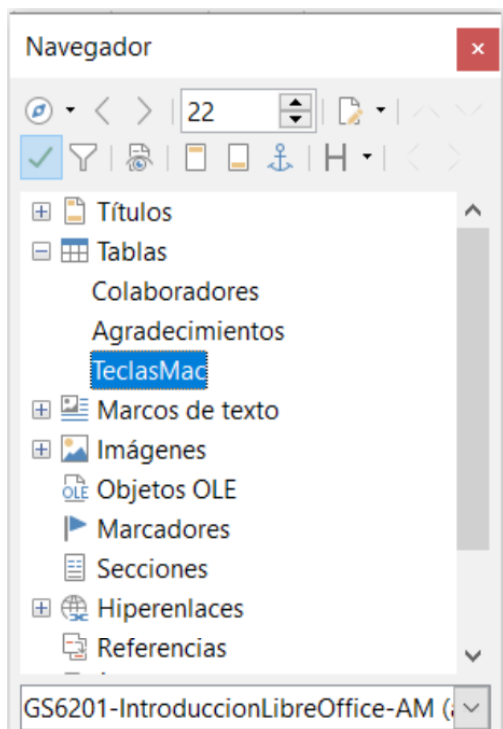 Navegador
22
Títulos
Tablas
Colaboradores
Agradecimientos
TeclasMac
Marcos de texto
Imágenes
OLE Objetos OLE
Marcadores
Secciones
Hiperenlaces
Referencias
GS6201-IntroduccionLibreOffice-AM (